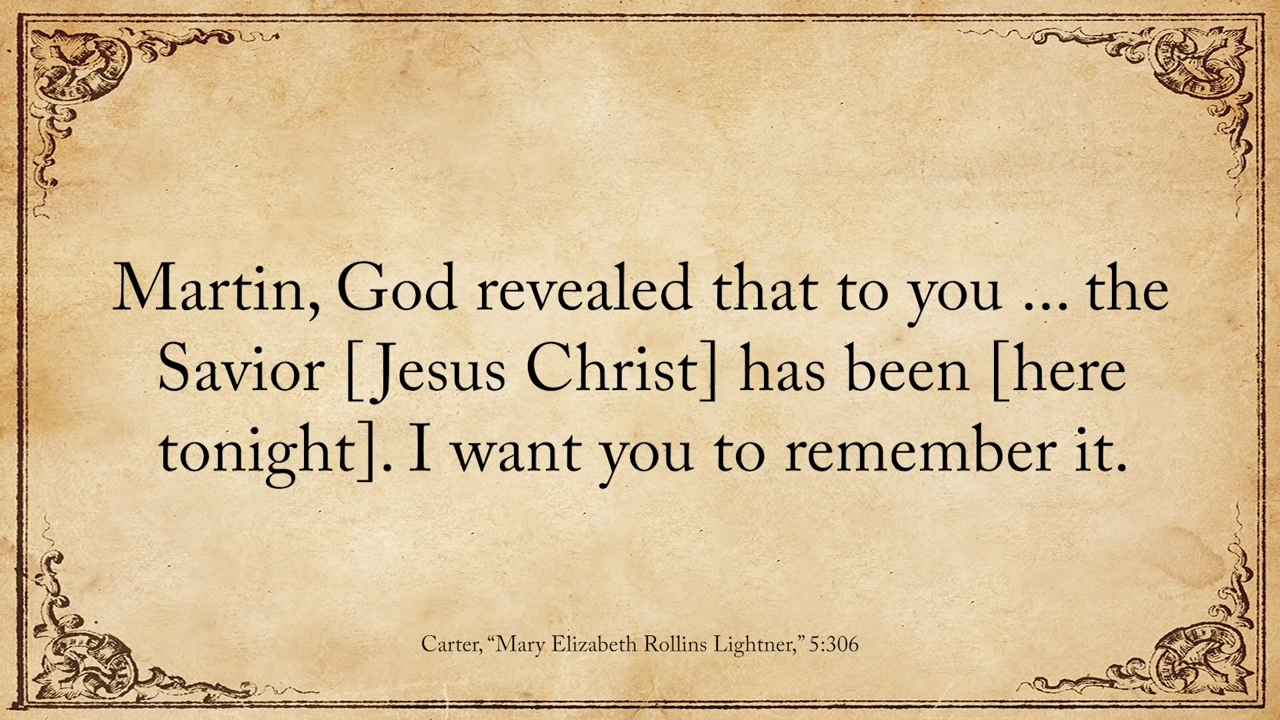 Martin, God revealed that to you ... the
Savior [Jesus Christ] has been [here
tonight]. I want you to remember it.
Carter, “Mary Elizabeth Rollins Lightner,” 5:306